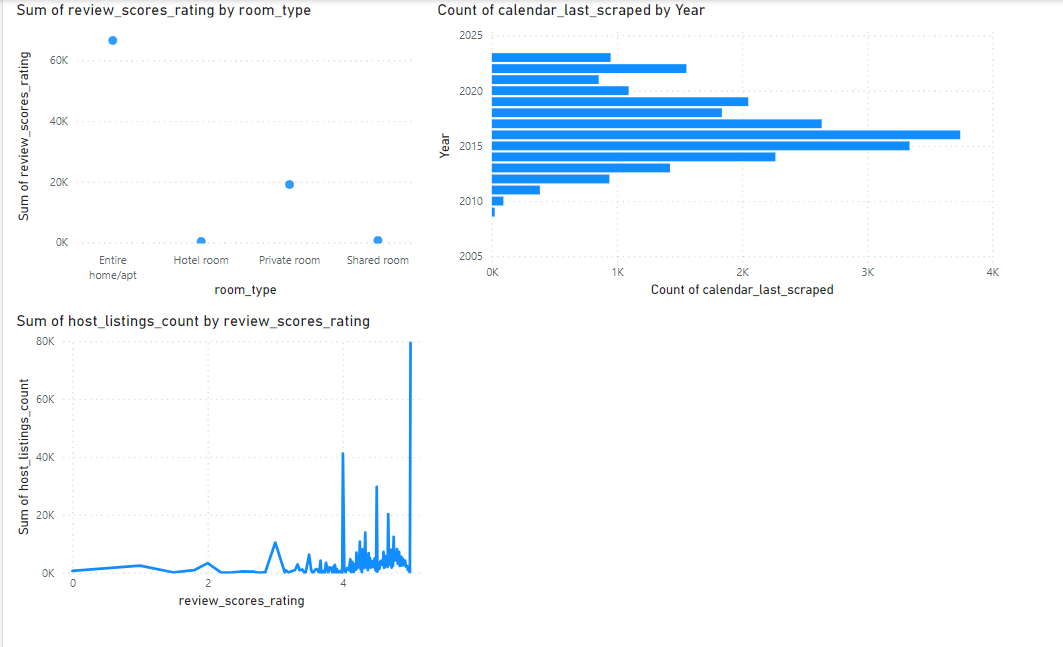 Sum of review_scores_rating by room_type
Sum of review_scores_rating
60K
40K
20K
0K
Entire
home/apt
Hotel room
Private room
Shared room
room_type
Count of calendar_last_scraped by Year
Year
2025
2020
2015
2010
2005
0K
1K
2K
3K
4K
Count of calendar_last_scraped
Sum of host_listings_count by review_scores_rating
Sum of host_listings_count
80K
60K
40K
20K
0K
0
2
4
review_scores_rating